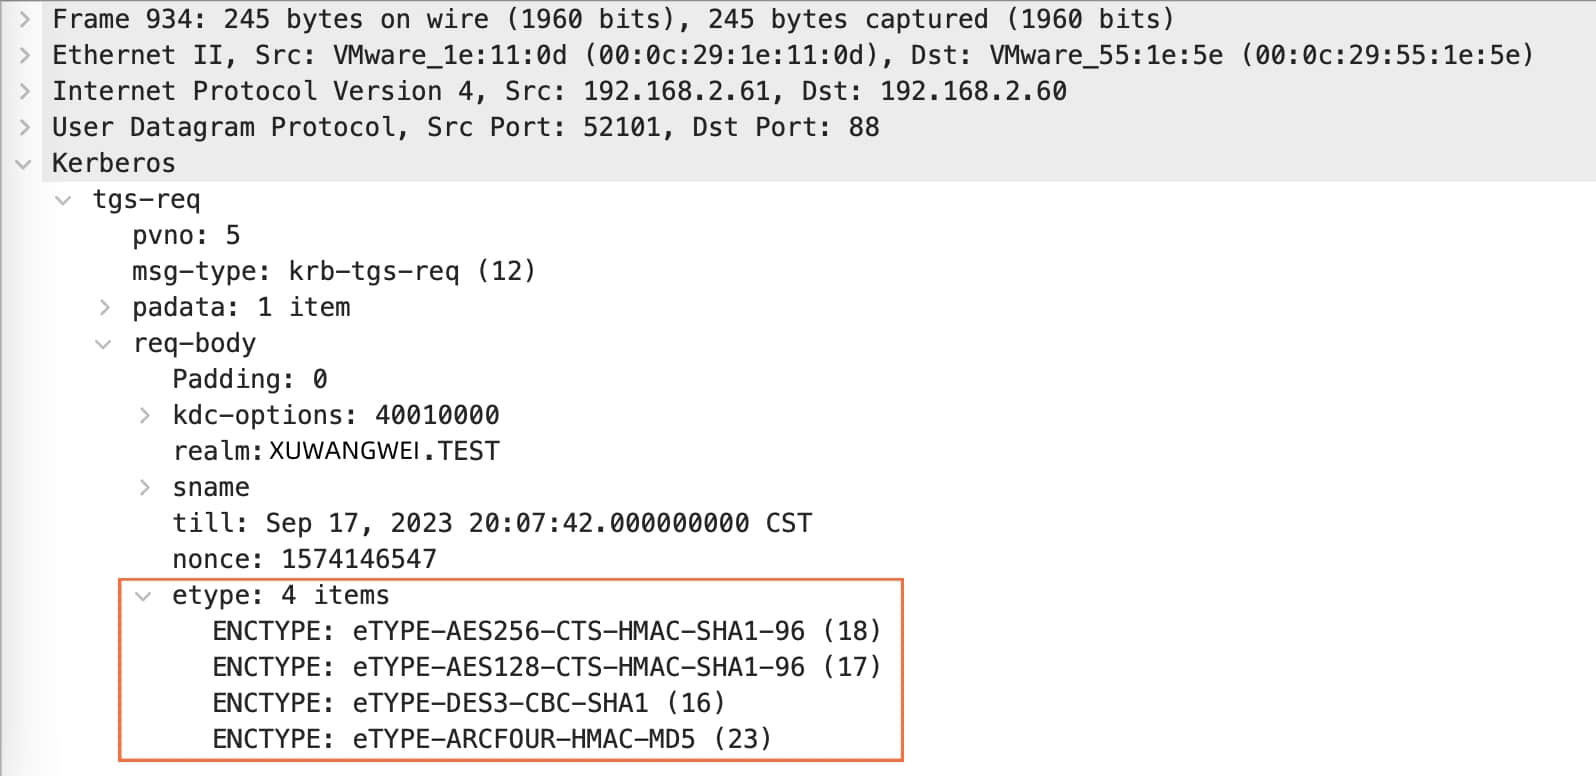 Frame 934: 245 bytes on wire (1960 bits), 245 bytes captured (1960 bits)
Ethernet II, Src: VMware_1e:11:0d (00:0c:29:1e:11:0d), Dst: VMware_55:1e:5e (00:0c:29:55:1e:5e)
Internet Protocol Version 4, Src: 192.168.2.61, Dst: 192.168.2.60
User Datagram Protocol, Src Port: 52101, Dst Port: 88
Kerberos
tgs-req
pvno: 5
msg-type: krb-tgs-req (12)
padata: 1 item
req-body
Padding: 0
kdc-options: 40010000
realm: XUWANGWEI.TEST
sname
till: Sep 17, 2023 20:07:42.000000000 CST
nonce: 1574146547
etype: 4 items
ENCTYPE: eTYPE-AES256-CTS-HMAC-SHA1-96 (18)
ENCTYPE: eTYPE-AES128-CTS-HMAC-SHA1-96 (17)
ENCTYPE: eTYPE-DES3-CBC-SHA1 (16)
ENCTYPE: eTYPE-ARCFOUR-HMAC-MD5 (23)